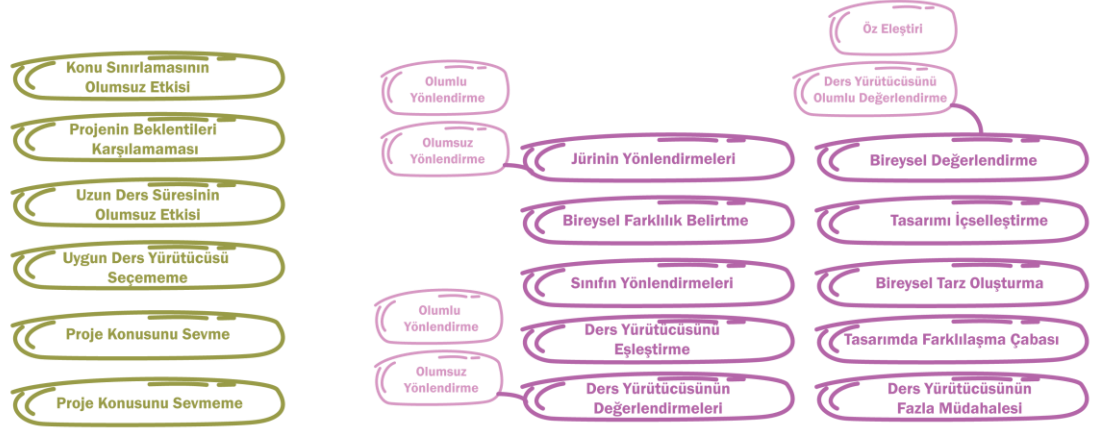 Konu Sınırlamasının
Olumsuz Etkisi
Projenin Beklentileri
Karşılamaması
Uzun Ders Süresinin
Olumsuz Etkisi
Uygun Ders Yürütücüsü
Seçememe
Proje Konusunu Sevme
Proje Konusunu Sevmeme
Olumlu
Yönlendirme
Olumsuz
Yönlendirme
Jürinin Yönlendirmeleri
Bireysel Farklılık Belirtme
Sınıfın Yönlendirmeleri
Olumlu
Yönlendirme
Ders Yürütücüsünü
Eşleştirme
Olumsuz
Yönlendirme
Ders Yürütücüsünün
Değerlendirmeleri
Öz Eleştiri
Ders Yürütücüsünü
Olumlu Değerlendirme
Bireysel Değerlendirme
Tasarımı İçselleştirme
Bireysel Tarz Oluşturma
Tasarımda Farklılaşma Çabası
Ders Yürütücüsünün
Fazla Müdahalesi